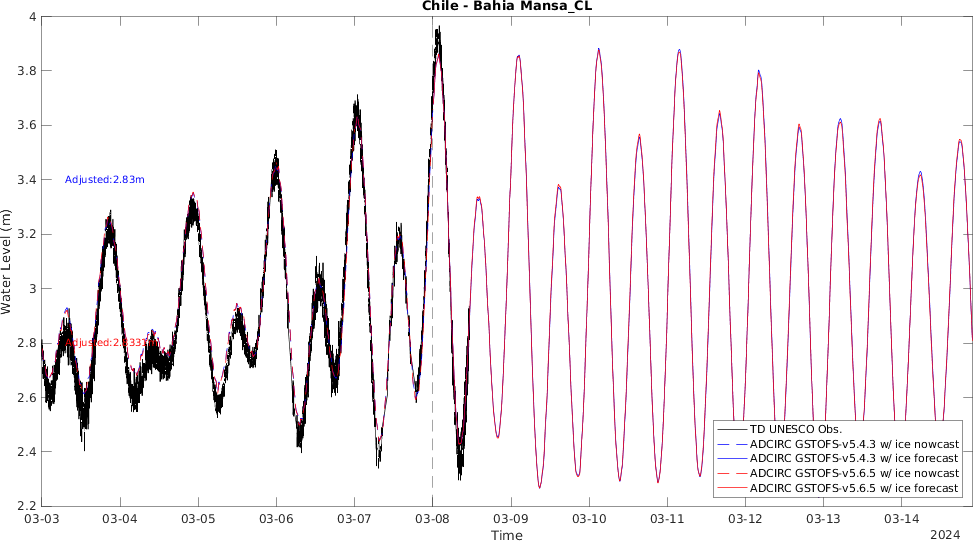 Chile - Bahia Mansa_CL
Water Level (m)
4
3.8
3.6
3.4
3.2
3
2.8
2.6
2.4
2.2
Adjusted:2.83m
TD UNESCO Obs.
ADCIRC GSTOFS-v5.4.3 w/ ice nowcast
ADCIRC GSTOFS-v5.4.3 w/ ice forecast
ADCIRC GSTOFS-v5.6.5 w/ ice nowcast
ADCIRC GSTOFS-v5.6.5 w/ ice forecast
03-03 03-04 03-05 03-06 03-07 03-08 03-09 03-10 03-11 03-12 03-13 03-14
Time
2024